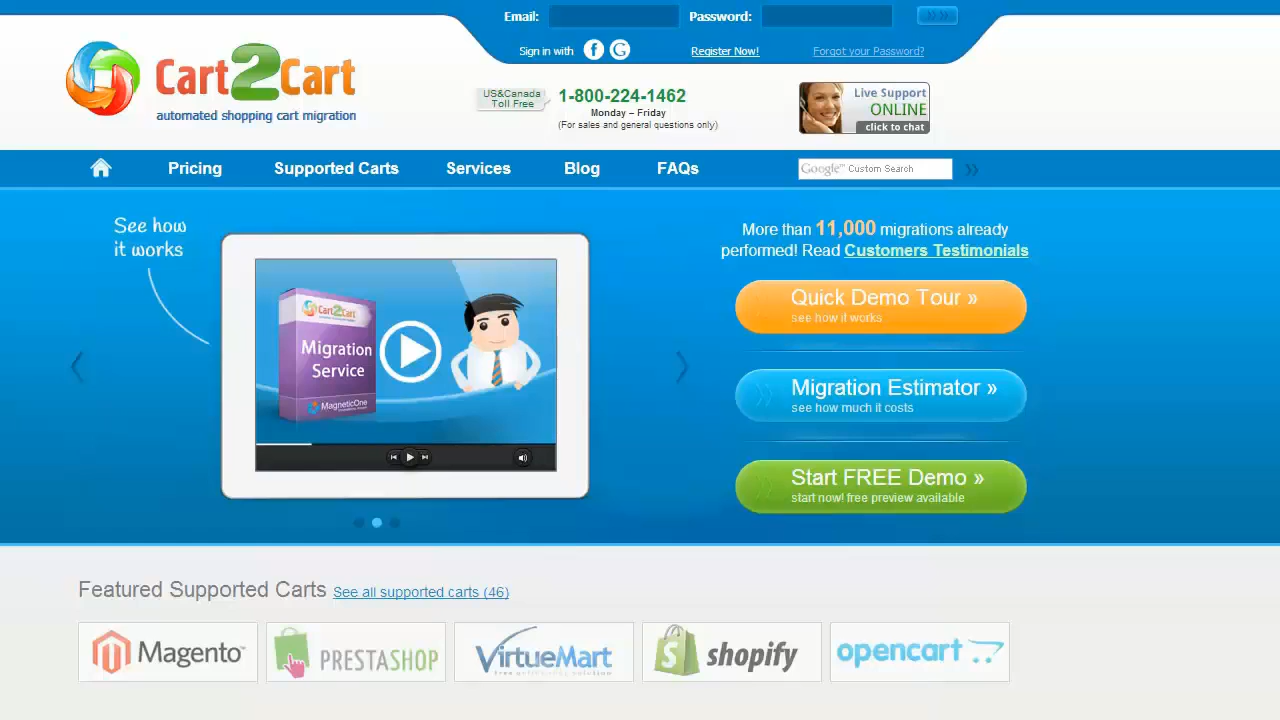 Email:
Password:
Sign in with
Register Now!
Forgot your Password?
Cart2Cart
automated shopping cart migration
US&Canada
Toll Free
1-800-224-1462
Monday – Friday
(For sales and general questions only)
Live Support
ONLINE
click to chat
Pricing
Supported Carts
Services
Blog
FAQs
Google™ Custom Search
See how
it works
Cart2Cart
Migration
Service
MagneticOne
More than 11,000 migrations already
performed! Read Customers Testimonials
Quick Demo Tour »
see how it works
Migration Estimator »
see how much it costs
Start FREE Demo »
start now! free preview available
Featured Supported Carts See all supported carts (46)
Magento™
PRESTASHOP
VirtueMart
shopify
opencart